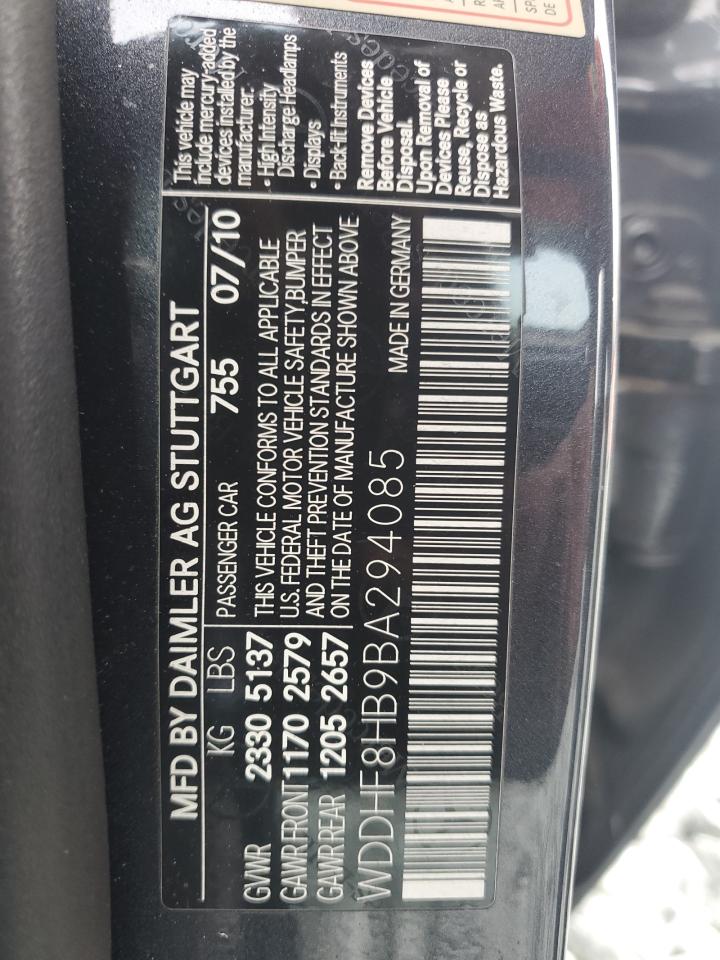 MFD BY DAIMLER AG STUTTGART
KG LBS PASSENGER CAR 755 07/10
GVWR 2330 5137
GAWR FRONT 1170 2579
GAWR REAR 1205 2657
THIS VEHICLE CONFORMS TO ALL APPLICABLE
U.S. FEDERAL MOTOR VEHICLE SAFETY,BUMPER
AND THEFT PREVENTION STANDARDS IN EFFECT
ON THE DATE OF MANUFACTURE SHOWN ABOVE
WDDHF8HB9BA294085 MADE IN GERMANY
This vehicle may
include mercury-added
devices installed by the
manufacturer:
• High Intensity
Discharge Headlamps
• Displays
• Back-lit Instruments
Remove Devices
Before Vehicle
Disposal.
Upon Removal of
Devices Please
Reuse, Recycle or
Dispose as
Hazardous Waste.